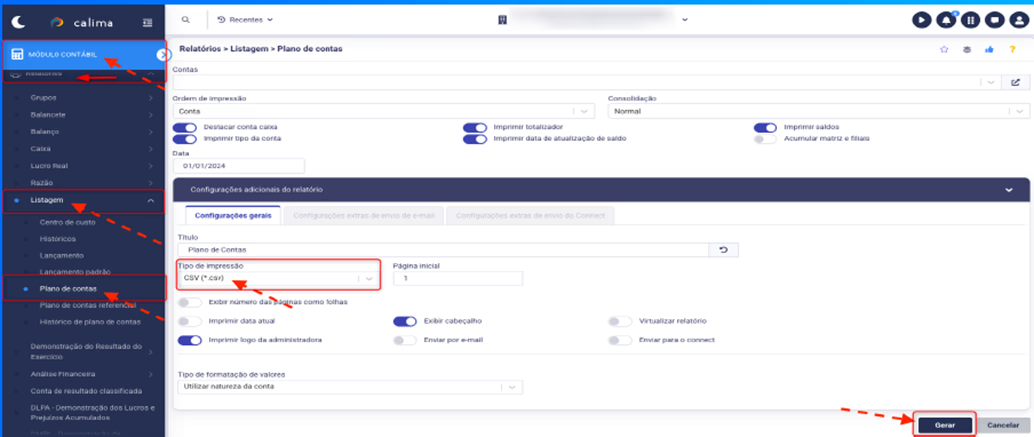 calima
Recentes
MÓDULO CONTÁBIL
Relatórios
Grupos
Balancete
Balanço
Caixa
Lucro Real
Razão
Listagem
Centro de custo
Históricos
Lançamento
Lançamento padrão
Plano de contas
Plano de contas referencial
Histórico de plano de contas
Demonstração do Resultado do
Exercício
Análise Financeira
Conta de resultado classificada
DLPA - Demonstração dos Lucros e
Prejuízos Acumulados
Relatórios > Listagem > Plano de contas
Contas
Ordem de impressão
Consolidação
Conta
Normal
Destacar conta caixa
Imprimir totalizador
Imprimir saldos
Imprimir tipo da conta
Imprimir data de atualização de saldo
Acumular matriz e filiais
Data
01/01/2024
Configurações adicionais do relatório
Configurações gerais
Configurações extras de envio de e-mail
Configurações extras de envio do Connect
Título
Plano de Contas
Tipo de impressão
Página inicial
CSV (*.csv)
1
Exibir número das páginas como folhas
Imprimir data atual
Exibir cabeçalho
Virtualizar relatório
Imprimir logo da administradora
Enviar por e-mail
Enviar para o connect
Tipo de formatação de valores
Utilizar natureza da conta
Gerar
Cancelar